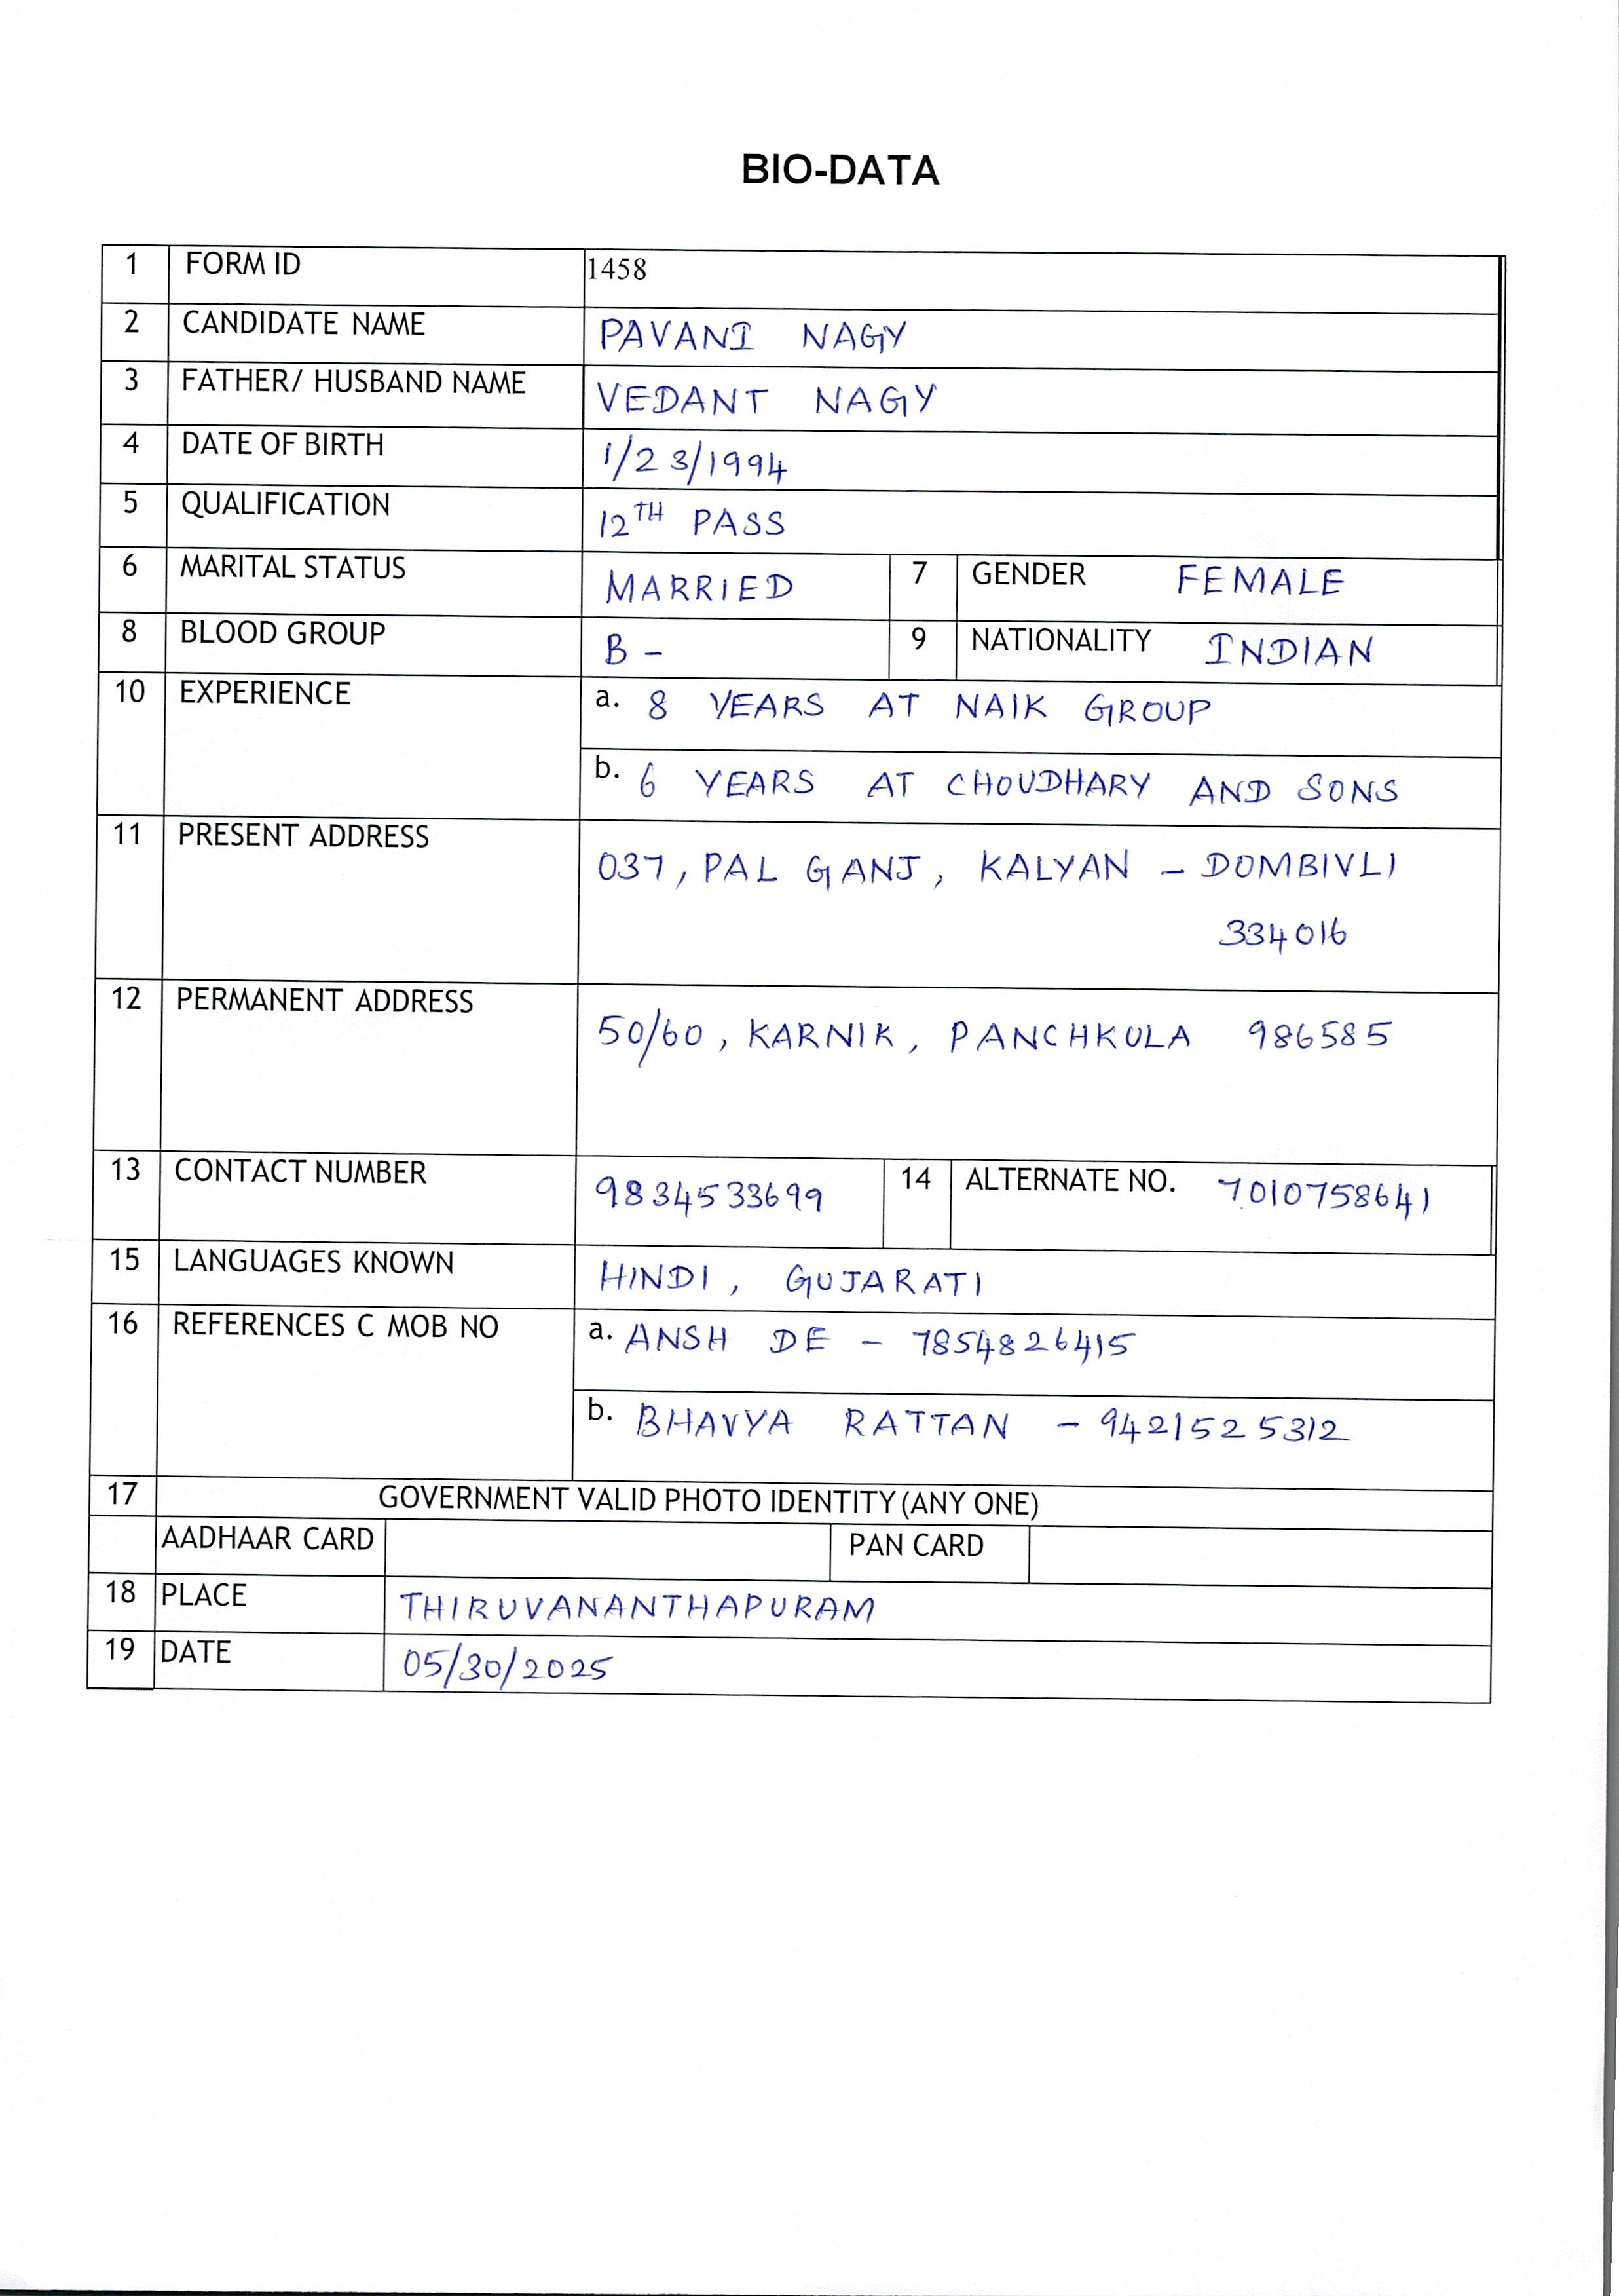 BIO-DATA
1 FORM ID 1458
2 CANDIDATE NAME PAVANI NAGY
3 FATHER/ HUSBAND NAME VEDANT NAGY
4 DATE OF BIRTH 1/23/1994
5 QUALIFICATION 12TH PASS
6 MARITAL STATUS MARRIED 7 GENDER FEMALE
8 BLOOD GROUP B- 9 NATIONALITY INDIAN
10 EXPERIENCE a. 8 YEARS AT NAIK GROUP
b. 6 YEARS AT CHOUDHARY AND SONS
11 PRESENT ADDRESS 037, PAL GANJ, KALYAN - DOMBIVLI
334016
12 PERMANENT ADDRESS 50/60, KARNIK, PANCHKULA 986585
13 CONTACT NUMBER 9834533699 14 ALTERNATE NO. 7010758641
15 LANGUAGES KNOWN HINDI, GUJARATI
16 REFERENCES C MOB NO a. ANSH DE - 7854826415
b. BHAVYA RATTAN - 9421525312
17 GOVERNMENT VALID PHOTO IDENTITY (ANY ONE)
AADHAAR CARD PAN CARD
18 PLACE THIRUVANANTHAPURAM
19 DATE 05/30/2025